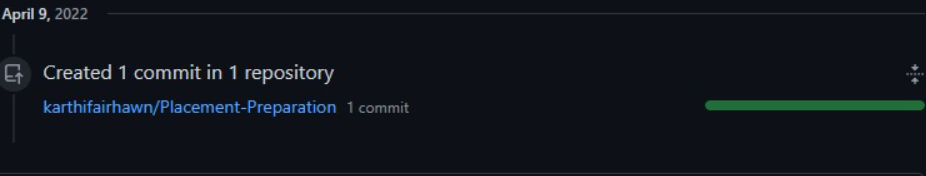 April 9, 2022
Created 1 commit in 1 repository
karthifairhawn/Placement-Preparation 1 commit